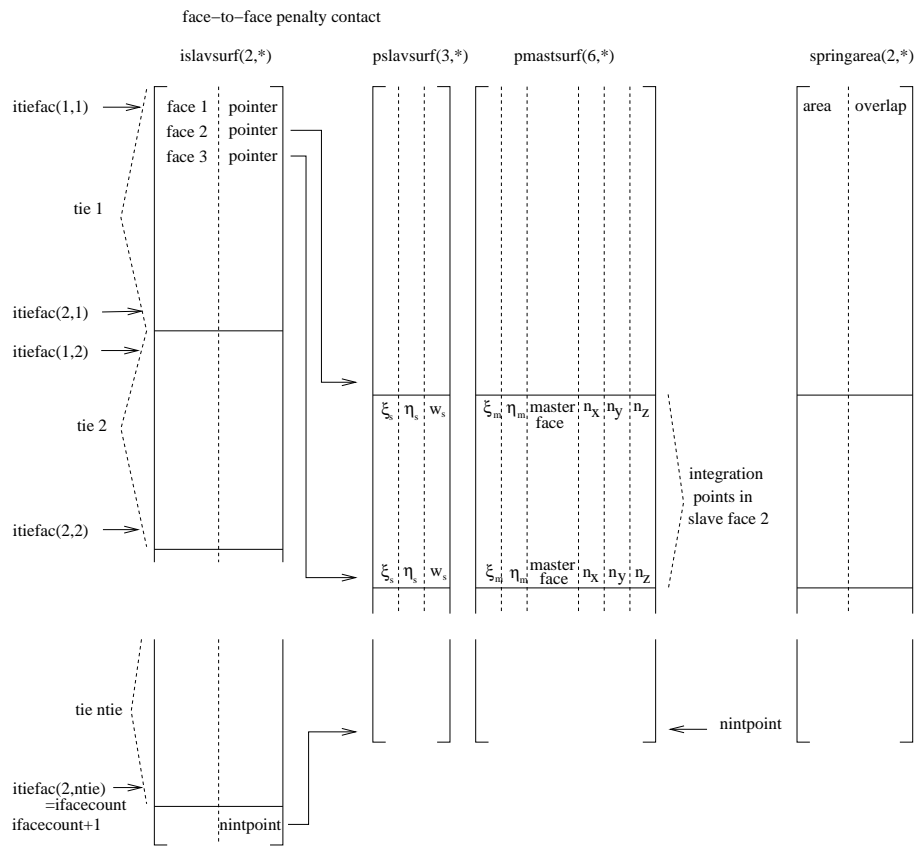 face−to−face penalty contact
islavsurf(2,*) pslavsurf(3,*) pmastsurf(6,*) springarea(2,*)
itiefac(1,1) face 1 pointer area overlap
face 2 pointer
face 3 pointer
tie 1
itiefac(2,1)
itiefac(1,2)
ξs ηs ws ξm ηm master face nx ny nz
tie 2
integration
points in
slave face 2
itiefac(2,2)
ξs ηs ws ξm ηm master face nx ny nz
tie ntie
nintpoint
itiefac(2,ntie)
=ifacecount
ifacecount+1 nintpoint